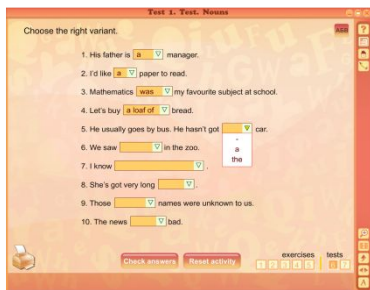 Test 1. Test. Nouns
Choose the right variant.
1. His father is a manager.
2. I'd like a paper to read.
3. Mathematics was my favourite subject at school.
4. Let's buy a loaf of bread.
5. He usually goes by bus. He hasn't got car.
-
a
the
6. We saw in the zoo.
7. I know .
8. She's got very long .
9. Those names were unknown to us.
10. The news bad.
Check answers Reset activity
exercises tests
1 2 3 4 5 6 7